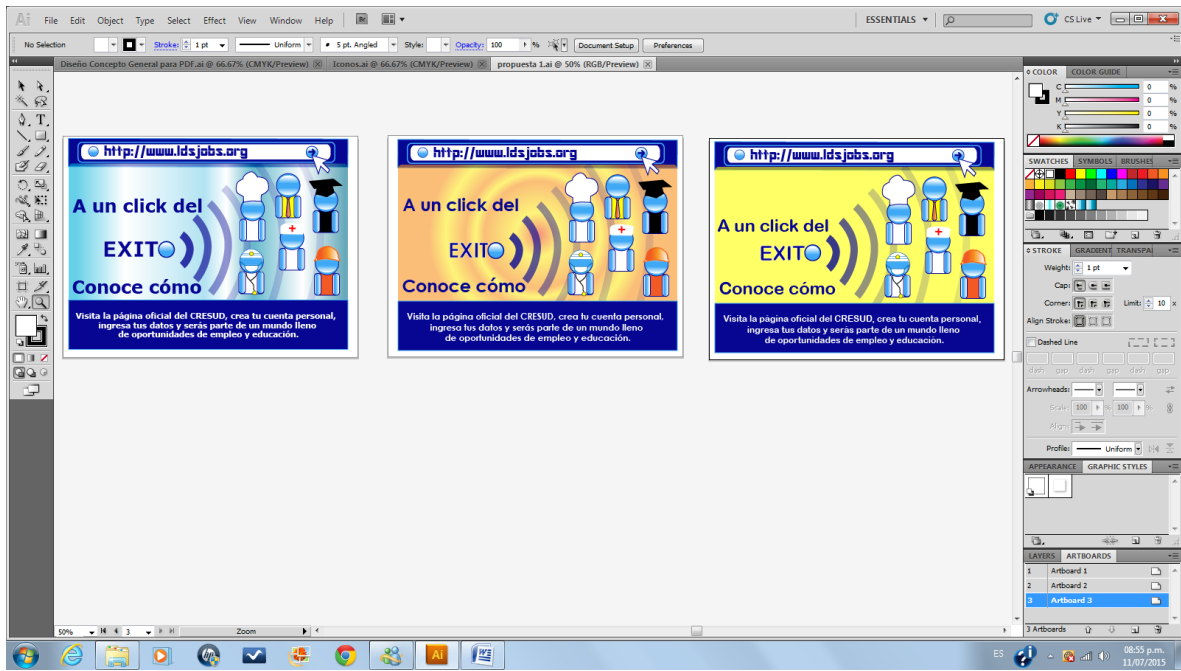 Ai File Edit Object Type Select Effect View Window Help Br ESSENTIALS CS Live
No Selection Stroke: 1 pt Uniform 5 pt. Angled Style: Opacity: 100 % Document Setup Preferences
Diseño Concepto General para PDF.ai @ 66.67% (CMYK/Preview) Iconos.ai @ 66.67% (CMYK/Preview) propuesta 1.ai @ 50% (RGB/Preview)
http://www.ldsjobs.org
A un click del
EXITO
Conoce cómo
Visita la página oficial del CRESUD, crea tu cuenta personal,
ingresa tus datos y serás parte de un mundo lleno
de oportunidades de empleo y educación.
http://www.ldsjobs.org
A un click del
EXITO
Conoce cómo
Visita la página oficial del CRESUD, crea tu cuenta personal,
ingresa tus datos y serás parte de un mundo lleno
de oportunidades de empleo y educación.
http://www.ldsjobs.org
A un click del
EXITO
Conoce cómo
Visita la página oficial del CRESUD, crea tu cuenta personal,
ingresa tus datos y serás parte de un mundo lleno
de oportunidades de empleo y educación.
COLOR COLOR GUIDE
C 0 %
M 0 %
Y 0 %
K 0 %
SWATCHES SYMBOLS BRUSHES
STROKE GRADIENT TRANSPA
Weight: 1 pt
Cap:
Corner: Limit: 10 x
Align Stroke:
Dashed Line
dash gap dash gap dash gap
Arrowheads:
Scale: 100 % 100 %
Align:
Profile: Uniform
APPEARANCE GRAPHIC STYLES
LAYERS ARTBOARDS
1 Artboard 1
2 Artboard 2
3 Artboard 3
3 Artboards
50% 3 Zoom
hp Ai W ES 08:55 p.m.
11/07/2015